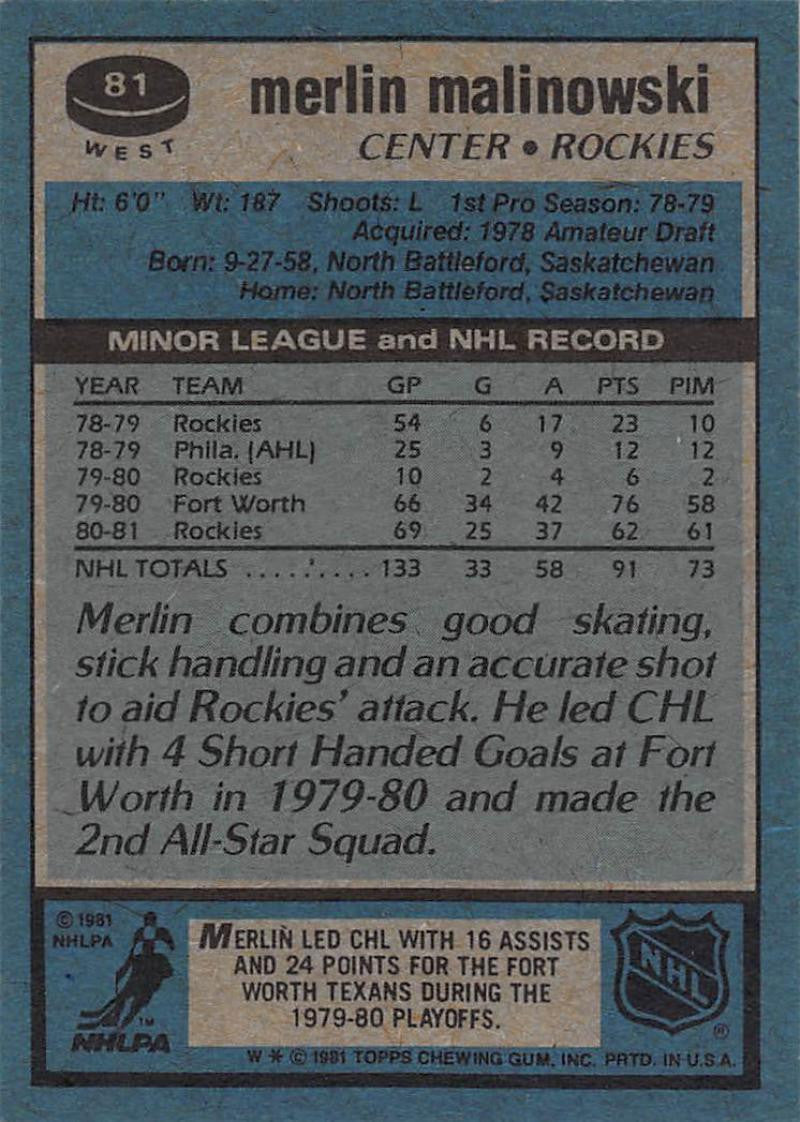 81
WEST
merlin malinowski
CENTER • ROCKIES
Ht: 6'0" Wt: 187 Shoots: L 1st Pro Season: 78-79
Acquired: 1978 Amateur Draft
Born: 9-27-58, North Battleford, Saskatchewan
Home: North Battleford, Saskatchewan
MINOR LEAGUE and NHL RECORD
YEAR TEAM GP G A PTS PIM
78-79 Rockies 54 6 17 23 10
78-79 Phila. (AHL) 25 3 9 12 12
79-80 Rockies 10 2 4 6 2
79-80 Fort Worth 66 34 42 76 58
80-81 Rockies 69 25 37 62 61
NHL TOTALS .......... 133 33 58 91 73
Merlin combines good skating,
stick handling and an accurate shot
to aid Rockies' attack. He led CHL
with 4 Short Handed Goals at Fort
Worth in 1979-80 and made the
2nd All-Star Squad.
© 1981
NHLPA
TM
NHLPA
MERLIN LED CHL WITH 16 ASSISTS
AND 24 POINTS FOR THE FORT
WORTH TEXANS DURING THE
1979-80 PLAYOFFS.
NHL
®
W * © 1981 TOPPS CHEWING GUM, INC. PRTD. IN U.S.A.